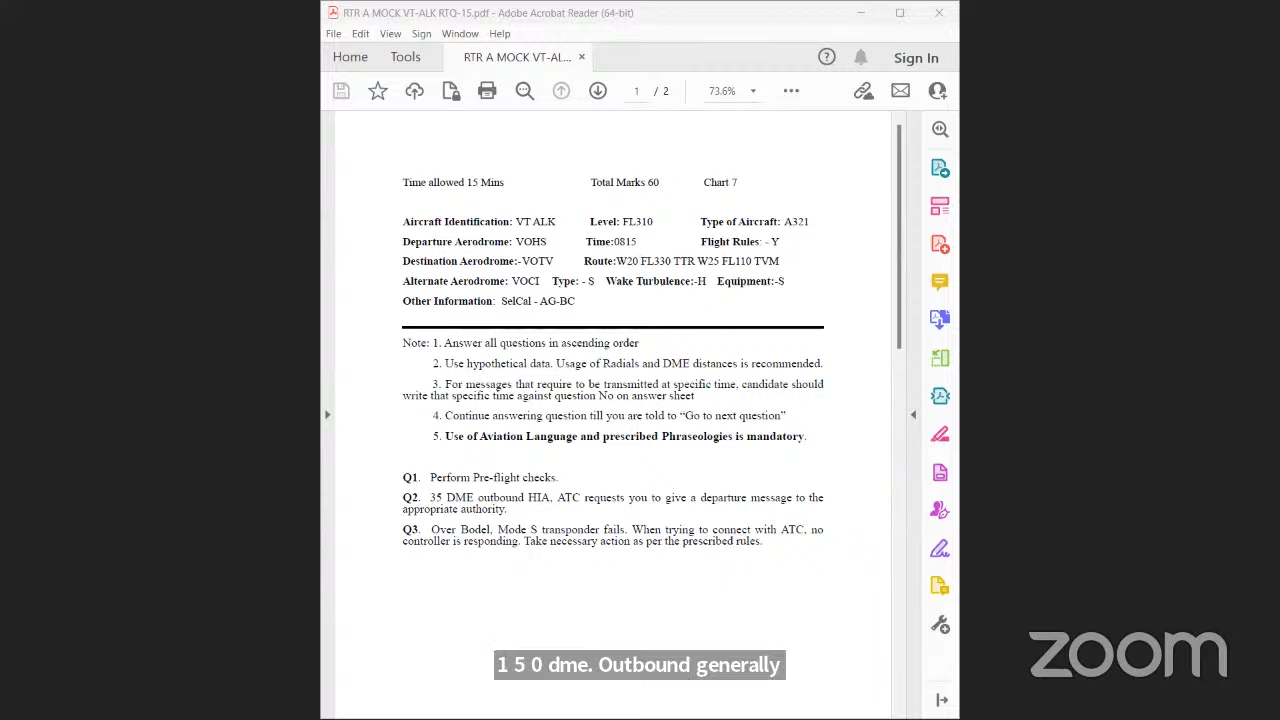 RTR A MOCK VT-ALK RTQ-15.pdf - Adobe Acrobat Reader (64-bit)
File Edit View Sign Window Help
Home Tools RTR A MOCK VT-AL... × Sign In
1 / 2 73.6%
Time allowed 15 Mins Total Marks 60 Chart 7
Aircraft Identification: VT ALK Level: FL310 Type of Aircraft: A321
Departure Aerodrome: VOHS Time:0815 Flight Rules: - Y
Destination Aerodrome:-VOTV Route:W20 FL330 TTR W25 FL110 TVM
Alternate Aerodrome: VOCI Type: - S Wake Turbulence:-H Equipment:-S
Other Information: SelCal - AG-BC
Note: 1. Answer all questions in ascending order
2. Use hypothetical data. Usage of Radials and DME distances is recommended.
3. For messages that require to be transmitted at specific time, candidate should
write that specific time against question No on answer sheet
4. Continue answering question till you are told to “Go to next question”
5. Use of Aviation Language and prescribed Phraseologies is mandatory.
Q1. Perform Pre-flight checks.
Q2. 35 DME outbound HIA, ATC requests you to give a departure message to the
appropriate authority.
Q3. Over Bodel, Mode S transponder fails. When trying to connect with ATC, no
controller is responding. Take necessary action as per the prescribed rules.
1 5 0 dme. Outbound generally
zoom